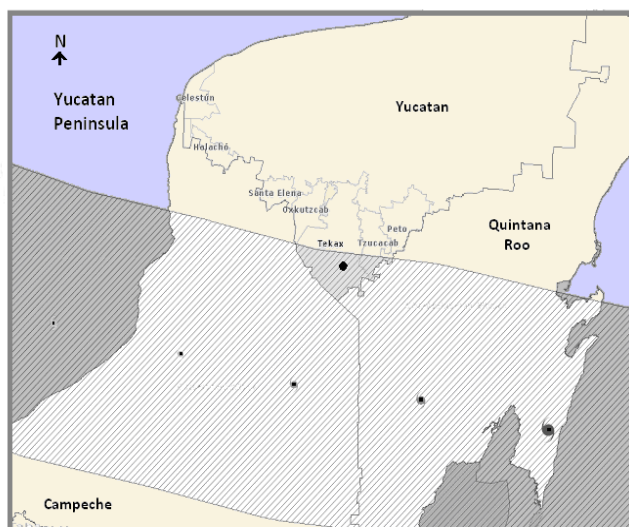 N
Yucatan
Peninsula
Celestún
Yucatan
Halachó
Santa Elena
Oxkutzcab
Peto
Tekax
Tzucacab
Quintana
Roo
Campeche